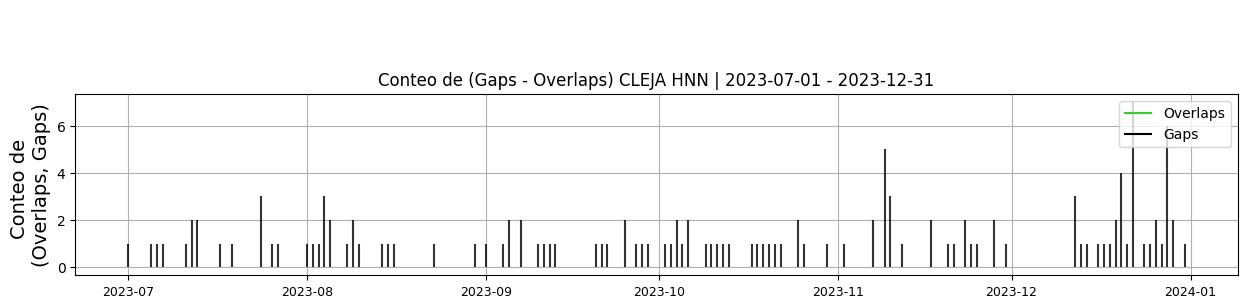 Conteo de (Gaps - Overlaps) CLEJA HNN | 2023-07-01 - 2023-12-31
Conteo de
(Overlaps, Gaps)
6
4
2
0
Overlaps
Gaps
2023-07
2023-08
2023-09
2023-10
2023-11
2023-12
2024-01